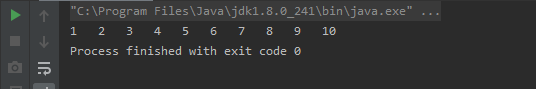 "C:\Program Files\Java\jdk1.8.0_241\bin\java.exe" ...
1 2 3 4 5 6 7 8 9 10
Process finished with exit code 0